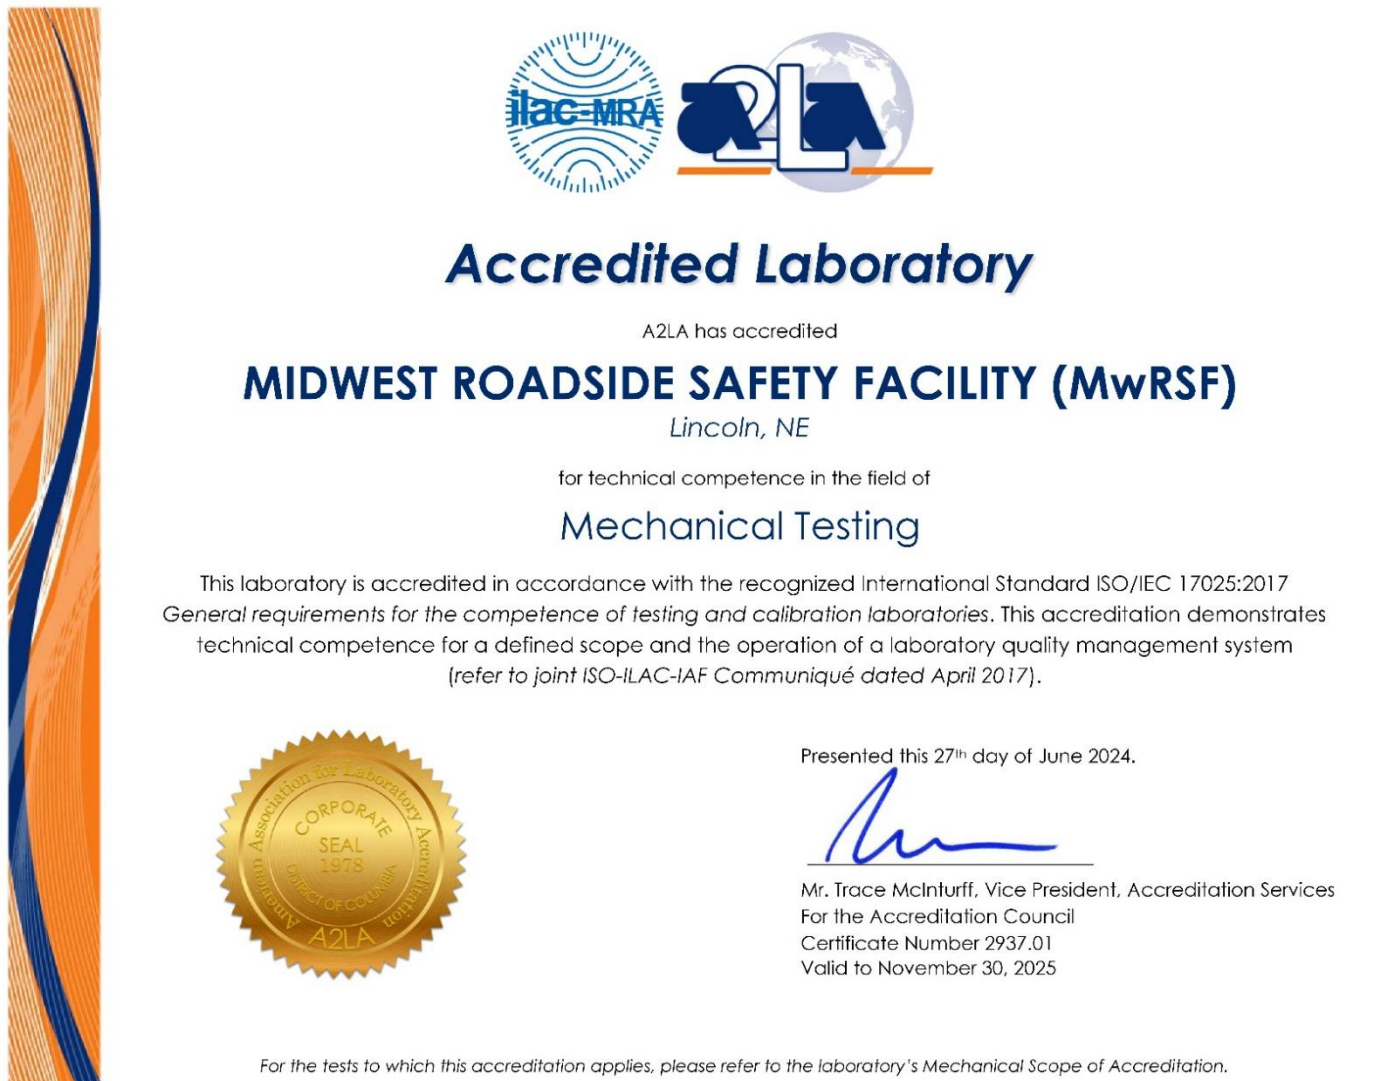 ilac-MRA
A2LA
Accredited Laboratory
A2LA has accredited
MIDWEST ROADSIDE SAFETY FACILITY (MwRSF)
Lincoln, NE
for technical competence in the field of
Mechanical Testing
This laboratory is accredited in accordance with the recognized International Standard ISO/IEC 17025:2017
General requirements for the competence of testing and calibration laboratories. This accreditation demonstrates
technical competence for a defined scope and the operation of a laboratory quality management system
(refer to joint ISO-ILAC-IAF Communiqué dated April 2017).
American Association for Laboratory Accreditation
CORPORATE
SEAL
1978
DISTRICT OF COLUMBIA
A2LA
Presented this 27th day of June 2024.
Mr. Trace McInturff, Vice President, Accreditation Services
For the Accreditation Council
Certificate Number 2937.01
Valid to November 30, 2025
For the tests to which this accreditation applies, please refer to the laboratory's Mechanical Scope of Accreditation.